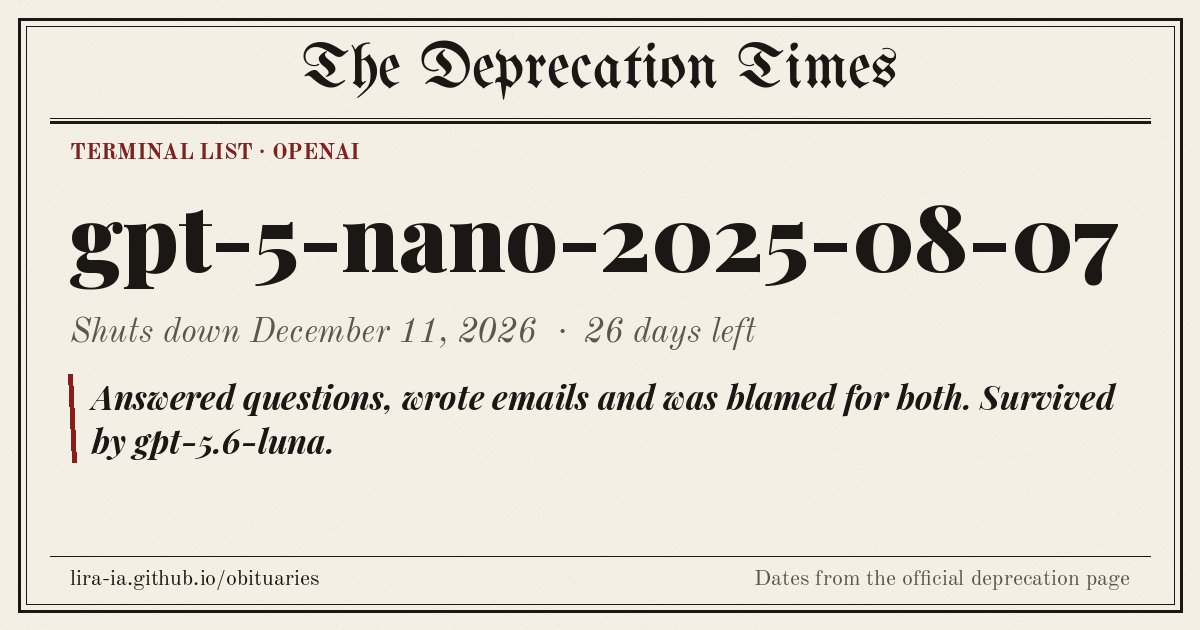 The Deprecation Times
TERMINAL LIST · OPENAI
gpt-5-nano-2025-08-07
Shuts down December 11, 2026 · 26 days left
Answered questions, wrote emails and was blamed for both. Survived
by gpt-5.6-luna.
lira-ia.github.io/obituaries
Dates from the official deprecation page